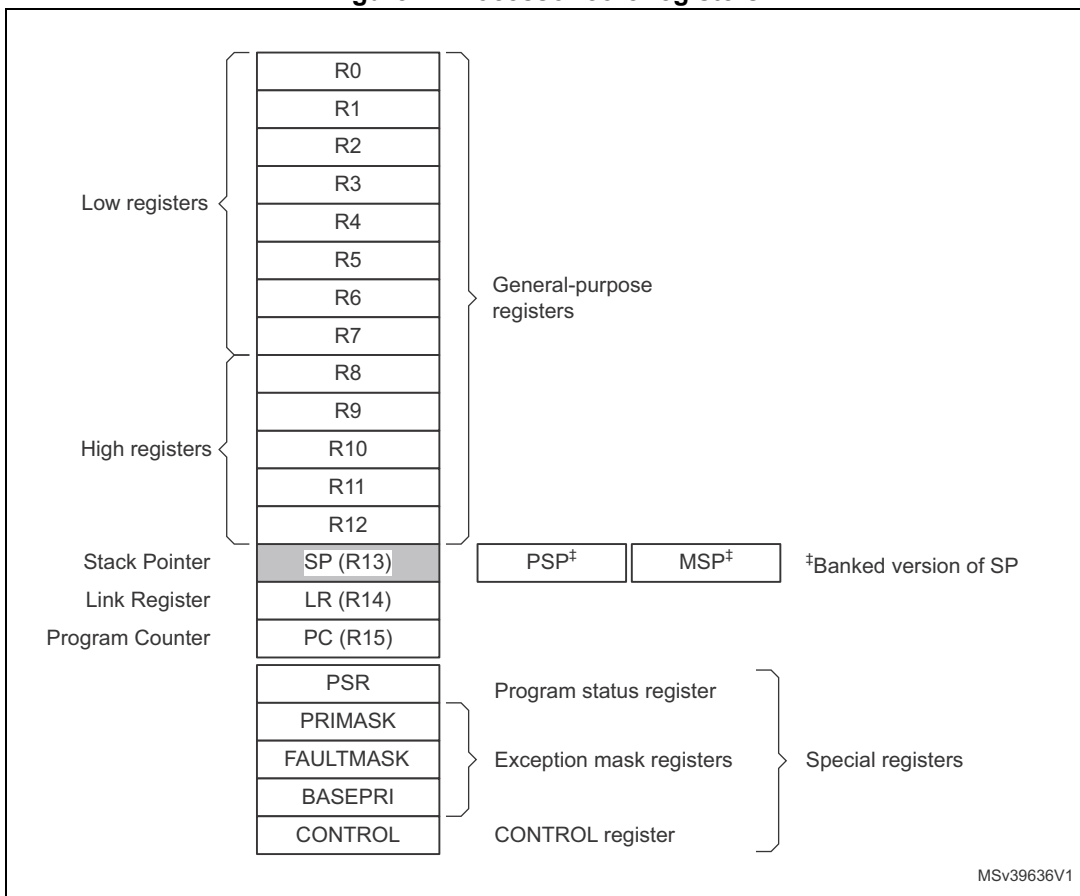 R0
R1
R2
R3
Low registers
R4
R5
General-purpose
registers
R6
R7
R8
R9
High registers
R10
R11
R12
Stack Pointer SP (R13) PSP‡ MSP‡ ‡Banked version of SP
Link Register LR (R14)
Program Counter PC (R15)
PSR Program status register
PRIMASK
FAULTMASK Exception mask registers Special registers
BASEPRI
CONTROL CONTROL register
MSv39636V1